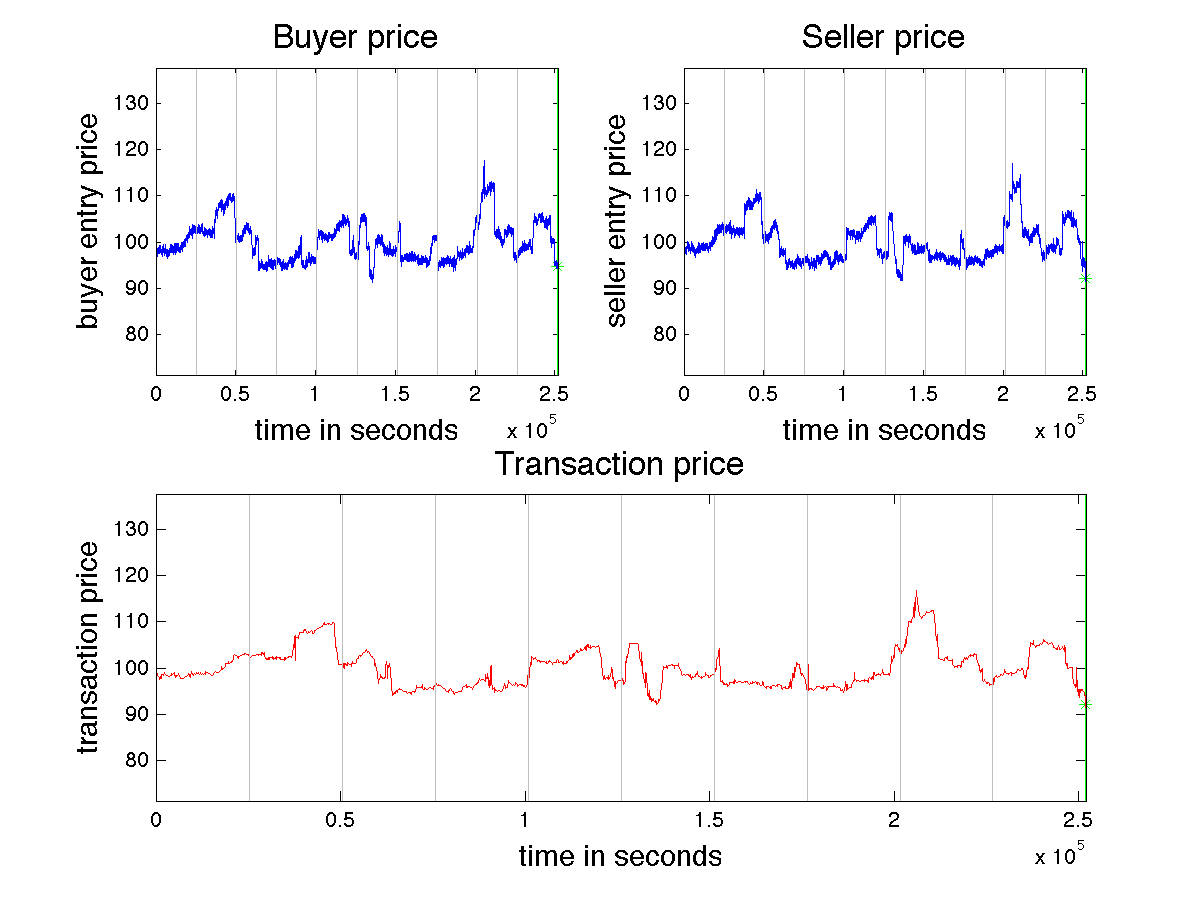 Buyer price
Seller price
130
120
110
100
90
80
buyer entry price
0 0.5 1 1.5 2 2.5
x 10^5
time in seconds
130
120
110
100
90
80
seller entry price
0 0.5 1 1.5 2 2.5
x 10^5
time in seconds
Transaction price
130
120
110
100
90
80
transaction price
0 0.5 1 1.5 2 2.5
x 10^5
time in seconds